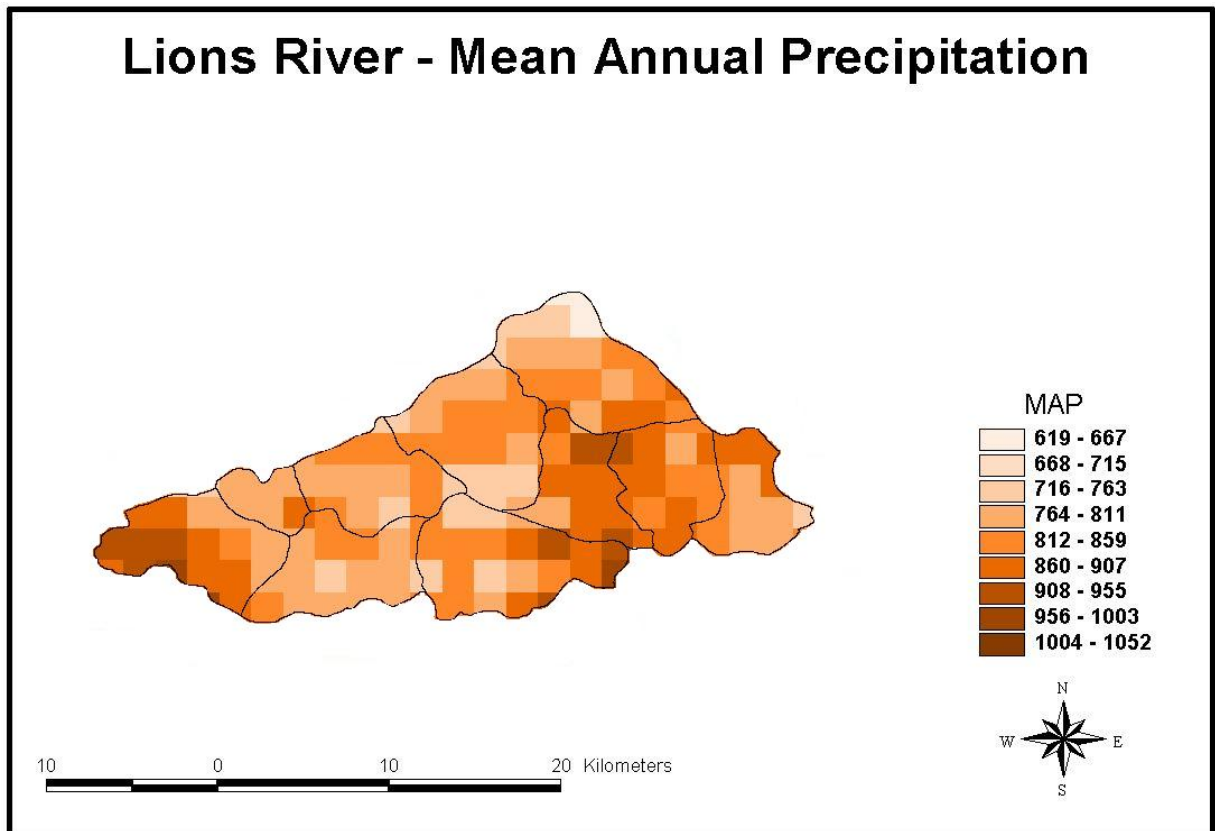 Lions River - Mean Annual Precipitation
MAP
619 - 667
668 - 715
716 - 763
764 - 811
812 - 859
860 - 907
908 - 955
956 - 1003
1004 - 1052
N
W E
S
10 0 10 20 Kilometers